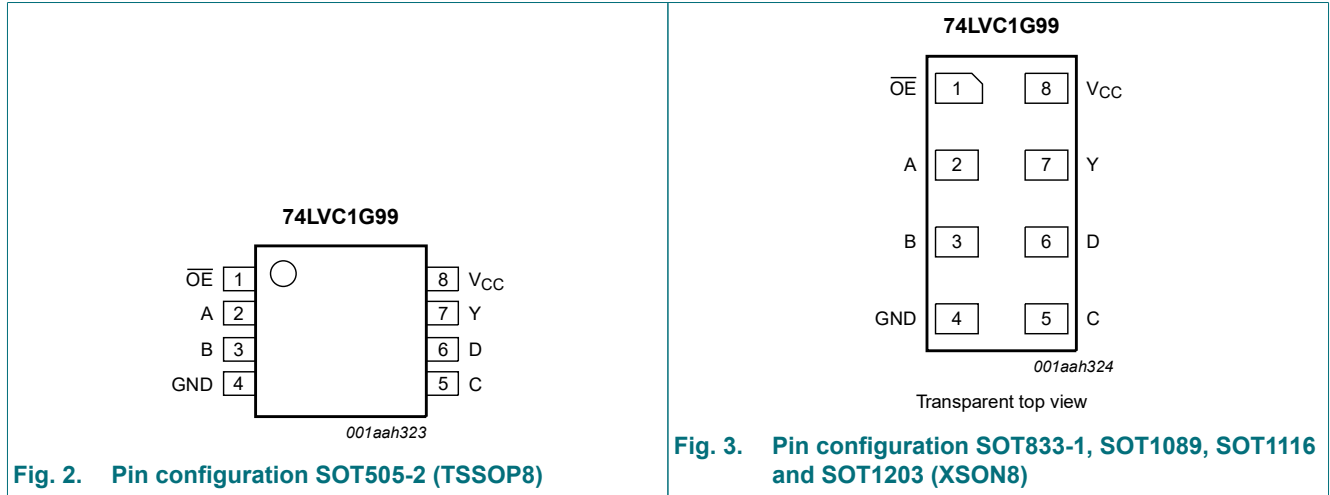 74LVC1G99
OE 1 8 VCC
A 2 7 Y
B 3 6 D
GND 4 5 C
001aah323
Fig. 2. Pin configuration SOT505-2 (TSSOP8)
74LVC1G99
OE 1 8 VCC
A 2 7 Y
B 3 6 D
GND 4 5 C
001aah324
Transparent top view
Fig. 3. Pin configuration SOT833-1, SOT1089, SOT1116
and SOT1203 (XSON8)